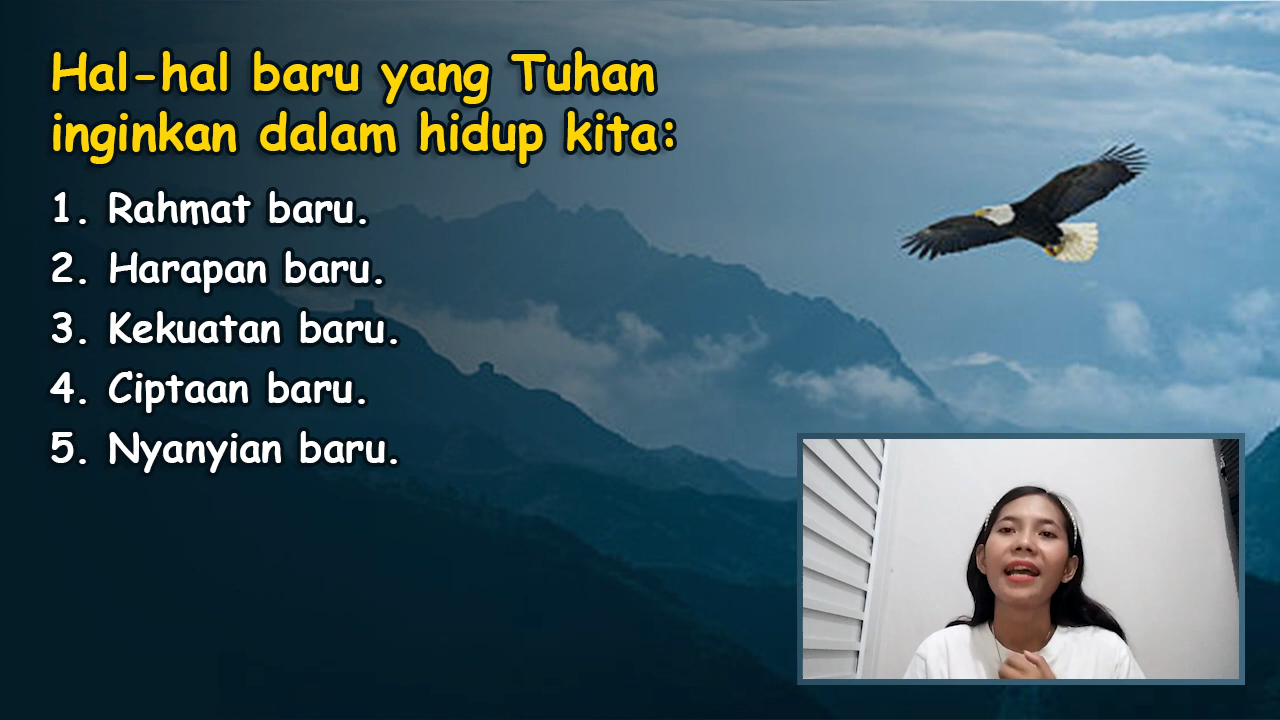 Hal-hal baru yang Tuhan
inginkan dalam hidup kita:
1. Rahmat baru.
2. Harapan baru.
3. Kekuatan baru.
4. Ciptaan baru.
5. Nyanyian baru.